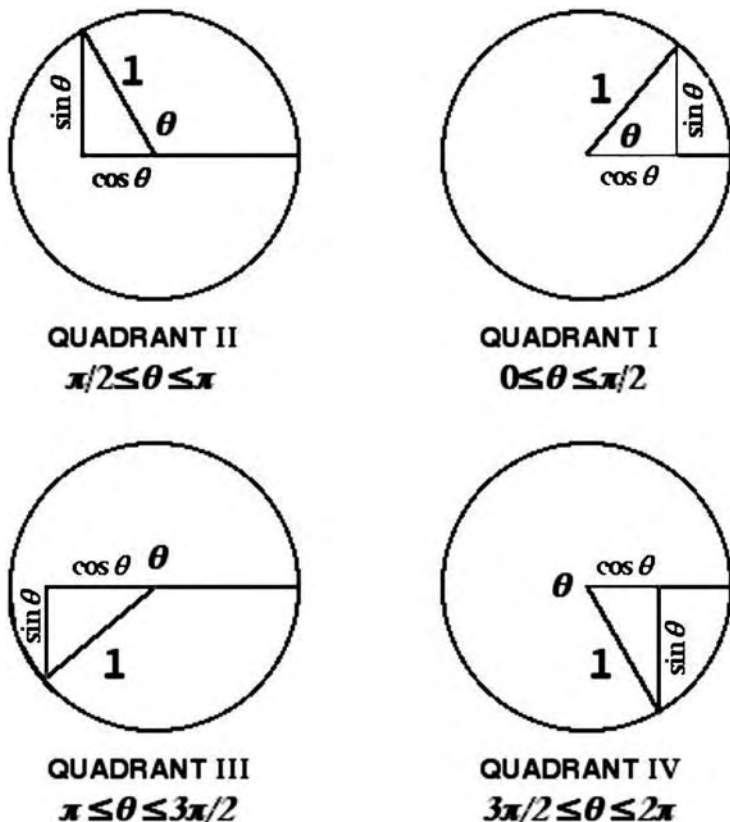 1
θ
sin θ
cos θ
QUADRANT II
π/2≤θ≤π
1
θ
sin θ
cos θ
QUADRANT I
0≤θ≤π/2
cos θ
θ
sin θ
1
QUADRANT III
π≤θ≤3π/2
θ
cos θ
1
sin θ
QUADRANT IV
3π/2≤θ≤2π